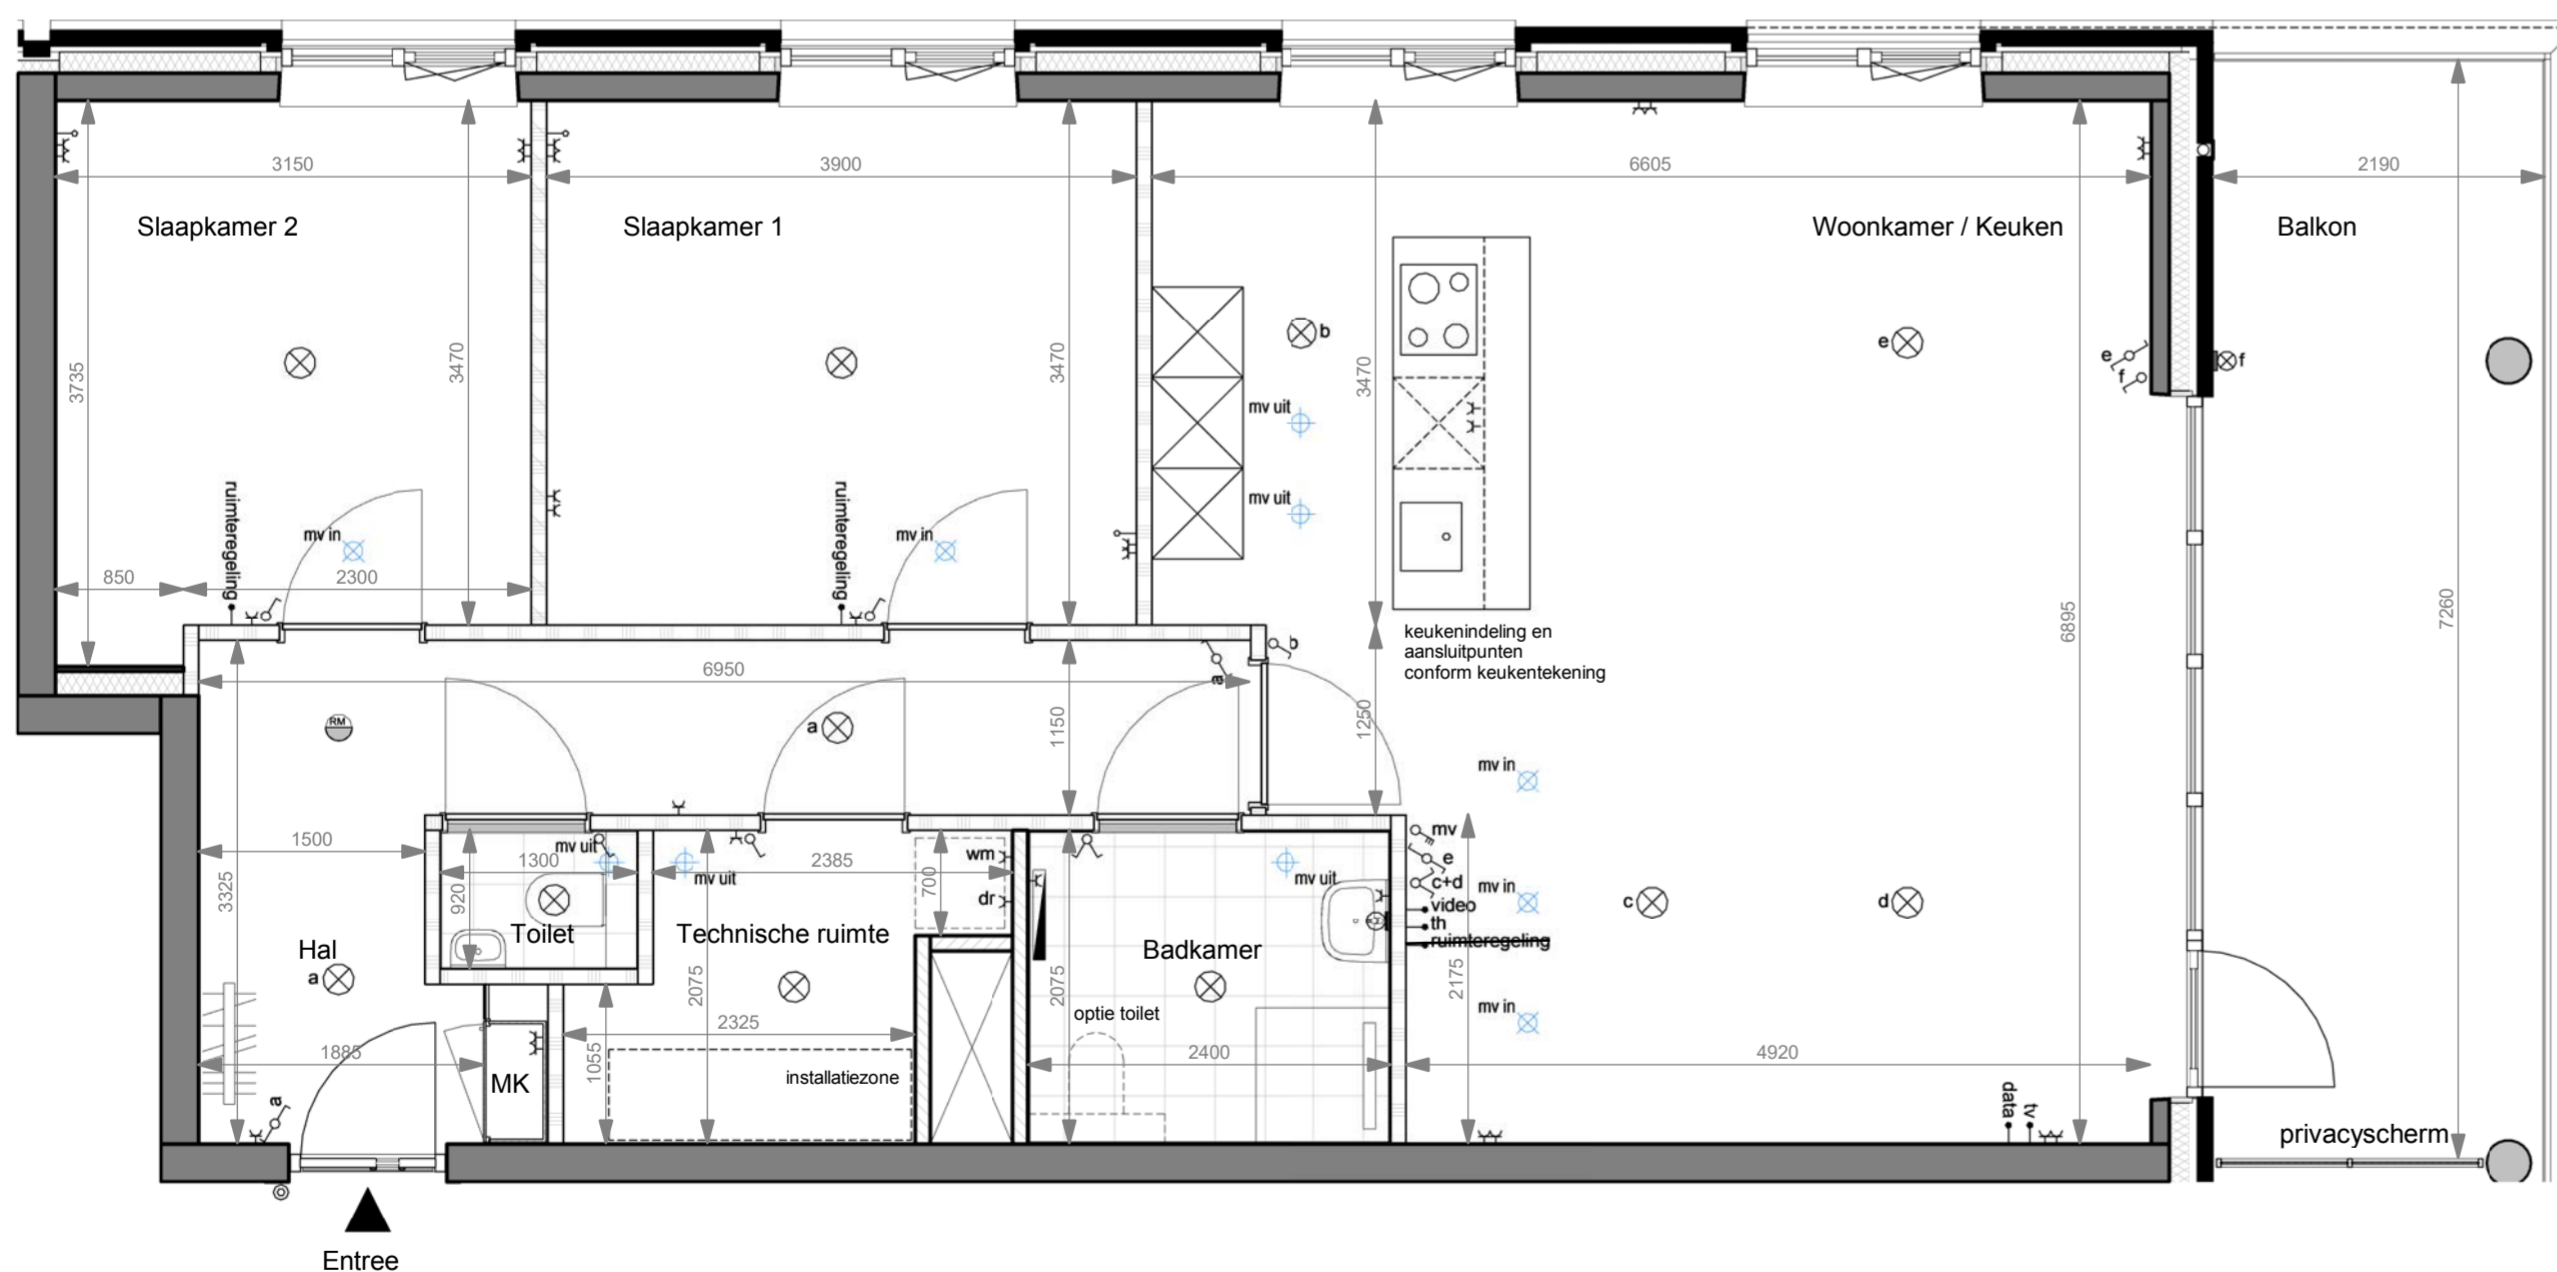 3150
3900
6605
2190
Slaapkamer 2
Slaapkamer 1
Woonkamer / Keuken
Balkon
b
e
e
f
f
3735
3470
3470
3470
mv uit
mv uit
ruimteregeling
mv in
ruimteregeling
mv in
850
2300
6895
7260
keukenindeling en
aansluitpunten
conform keukentekening
b
a
6950
RM
a
1150
1250
mv in
1500
3325
mv uit
1300
920
mv uit
2385
700
wm
dr
mv uit
mv
e
c+d
video
th
ruimteregeling
mv in
c
d
Hal
a
Toilet
Technische ruimte
Badkamer
2075
2075
2175
mv in
optie toilet
2325
1885
1055
2400
4920
MK
installatiezone
a
data
tv
privacyscherm
Entree